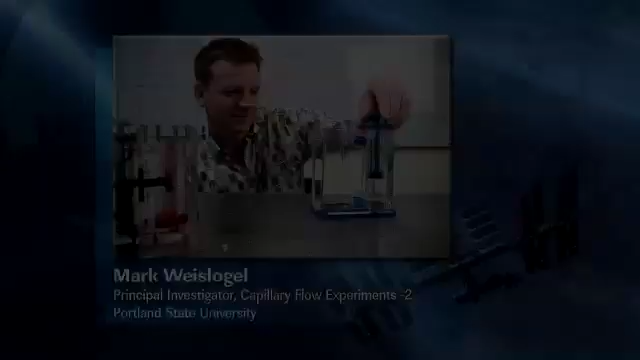 Mark Weislogel
Principal Investigator, Capillary Flow Experiments -2
Portland State University